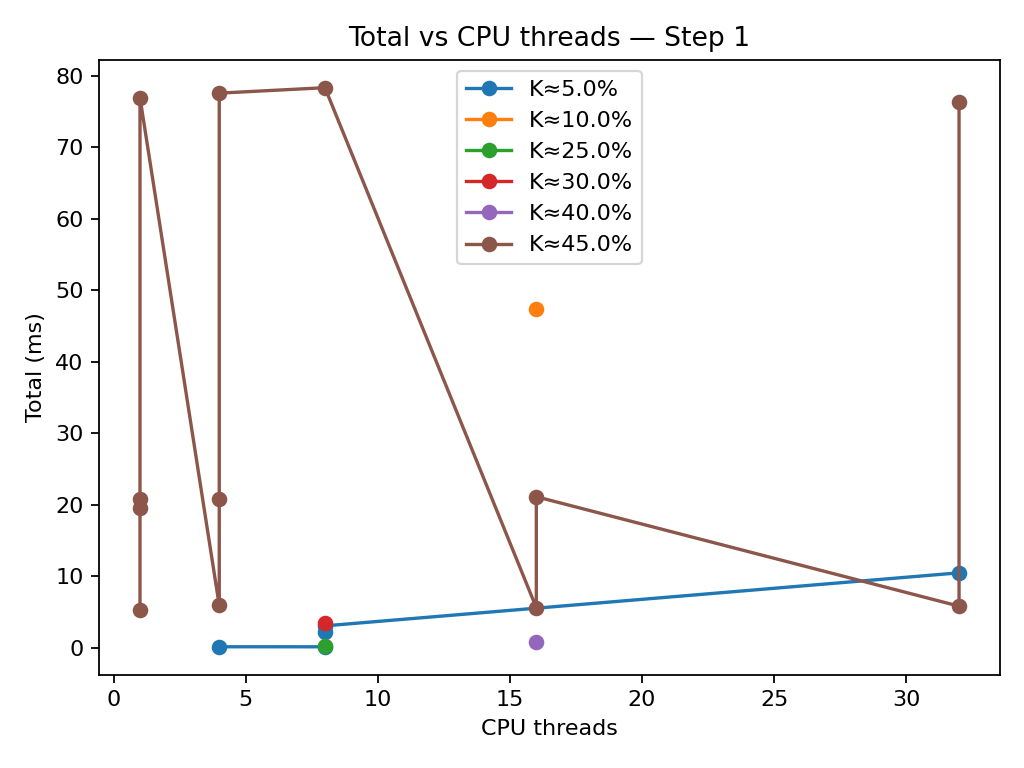 Total vs CPU threads — Step 1
K≈5.0%
K≈10.0%
K≈25.0%
K≈30.0%
K≈40.0%
K≈45.0%
Total (ms)
80
70
60
50
40
30
20
10
0
0 5 10 15 20 25 30
CPU threads